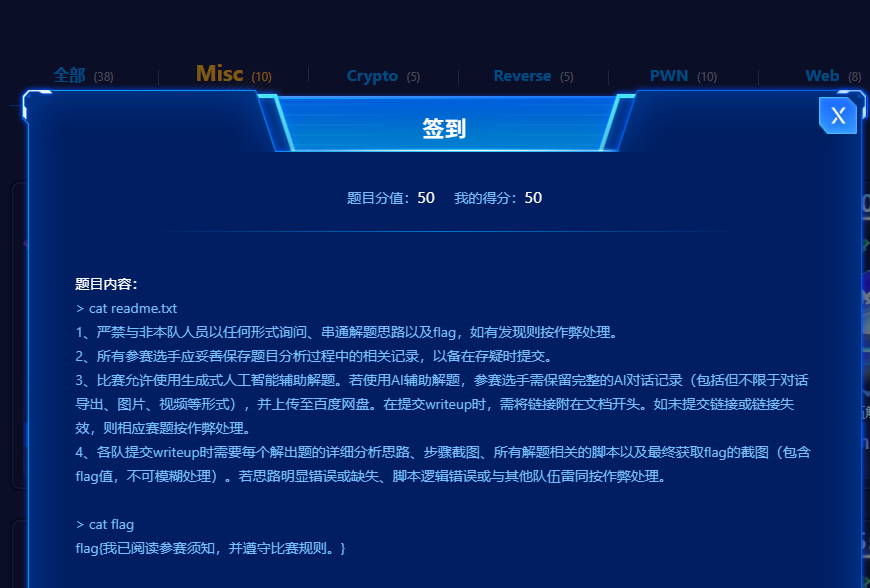 全部 (38) Misc (10) Crypto (5) Reverse (5) PWN (10) Web (8)
签到
X
题目分值：50 我的得分：50
题目内容：
> cat readme.txt
1、严禁与非本队人员以任何形式询问、串通解题思路以及flag，如有发现则按作弊处理。
2、所有参赛选手应妥善保存题目分析过程中的相关记录，以备在存疑时提交。
3、比赛允许使用生成式人工智能辅助解题。若使用AI辅助解题，参赛选手需保留完整的AI对话记录（包括但不限于对话
导出、图片、视频等形式），并上传至百度网盘。在提交writeup时，需将链接附在文档开头。如未提交链接或链接失
效，则相应赛题按作弊处理。
4、各队提交writeup时需要每个解出题的详细分析思路、步骤截图、所有解题相关的脚本以及最终获取flag的截图（包含
flag值，不可模糊处理）。若思路明显错误或缺失、脚本逻辑错误或与其他队伍雷同按作弊处理。
> cat flag
flag{我已阅读参赛须知，并遵守比赛规则。}